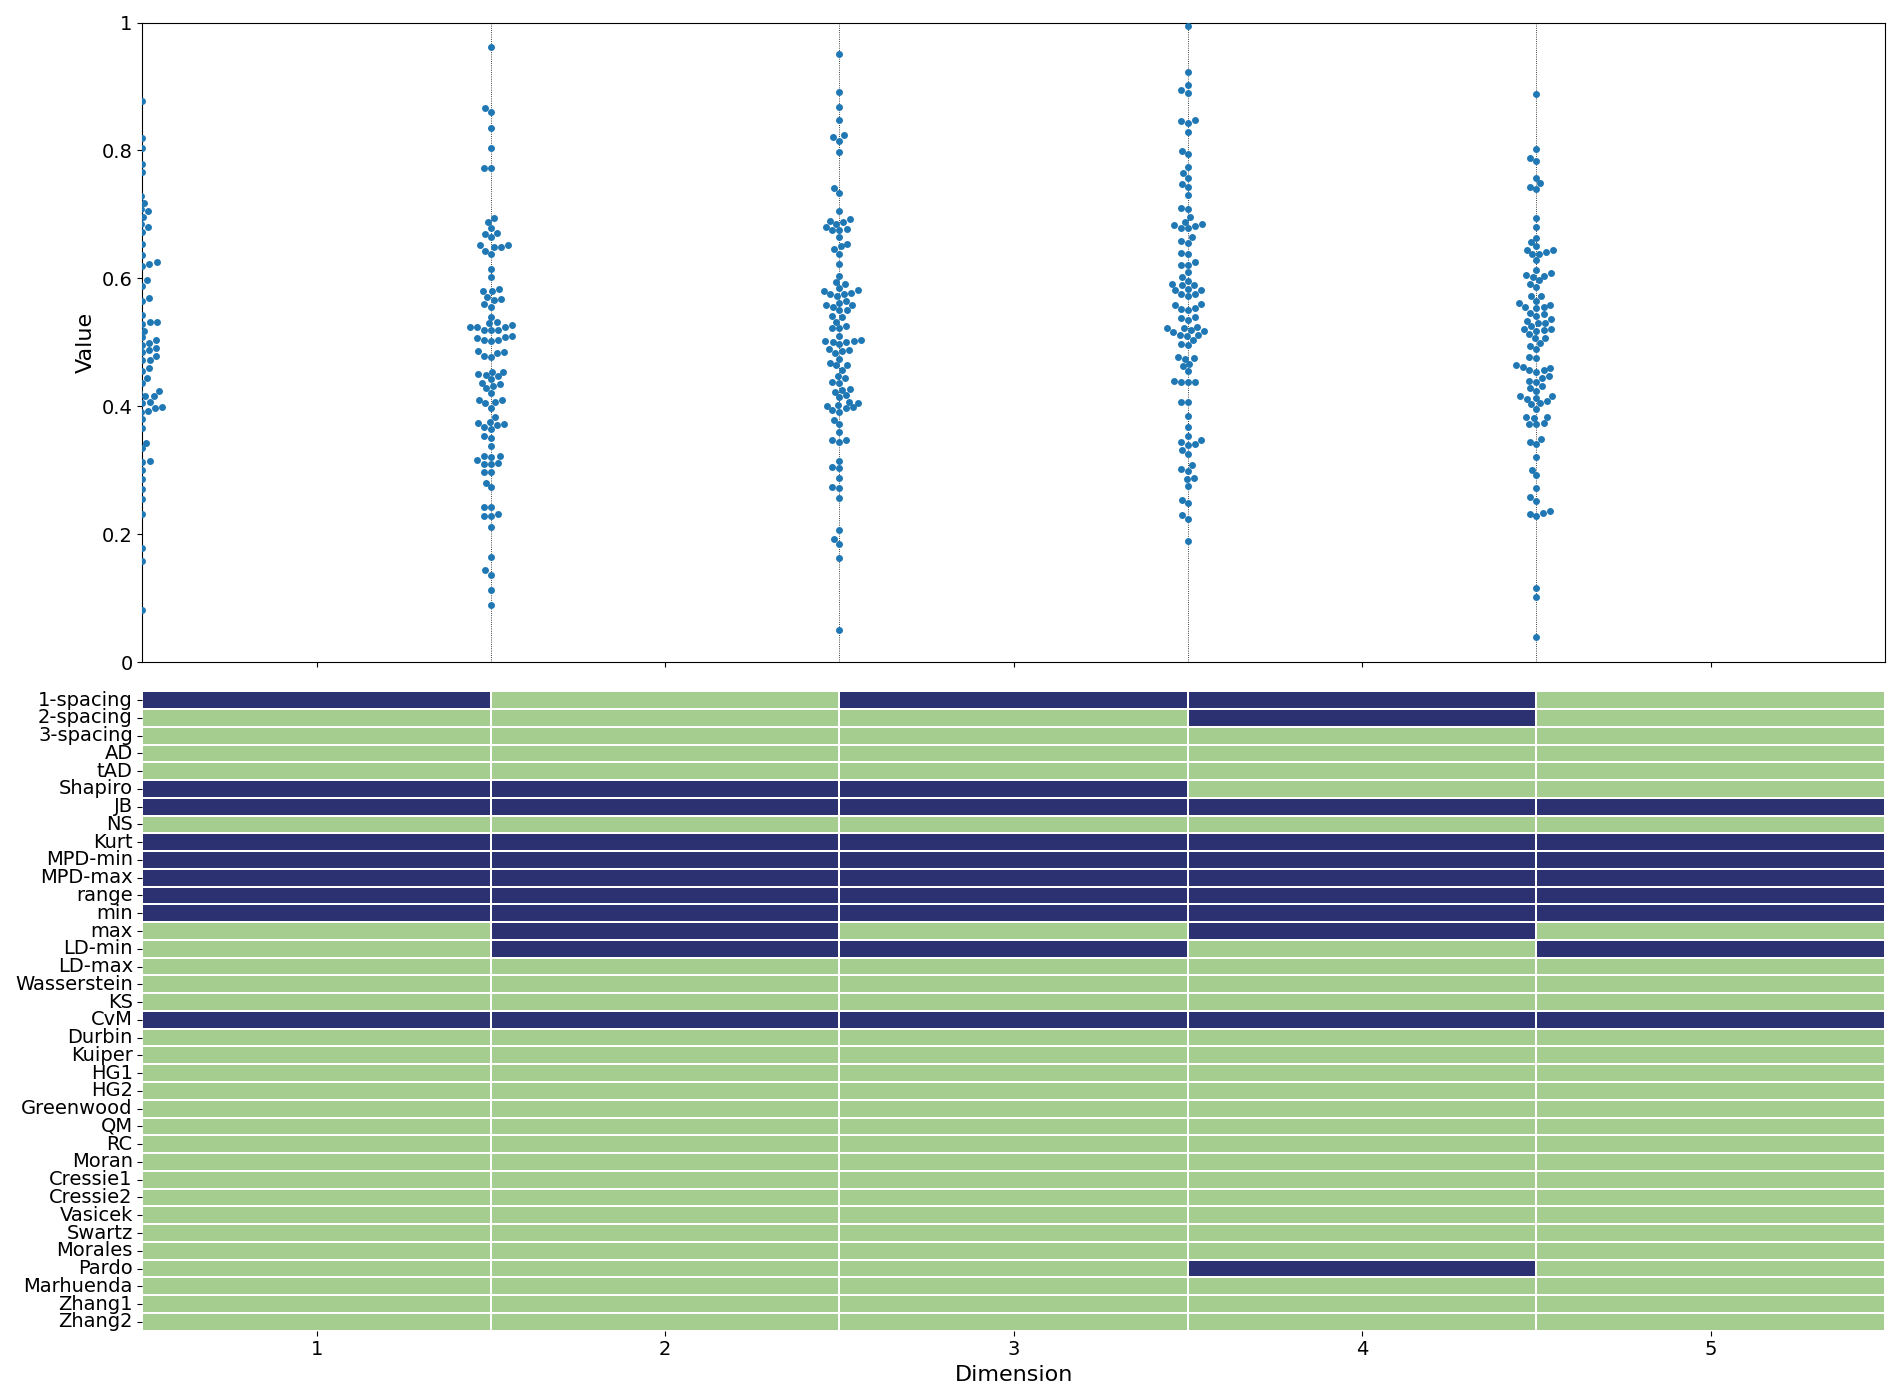 1
0.8
0.6
0.4
0.2
0
Value
1-spacing
2-spacing
3-spacing
AD
tAD
Shapiro
JB
NS
Kurt
MPD-min
MPD-max
range
min
max
LD-min
LD-max
Wasserstein
KS
CvM
Durbin
Kuiper
HG1
HG2
Greenwood
QM
RC
Moran
Cressie1
Cressie2
Vasicek
Swartz
Morales
Pardo
Marhuenda
Zhang1
Zhang2
1 2 3 4 5
Dimension